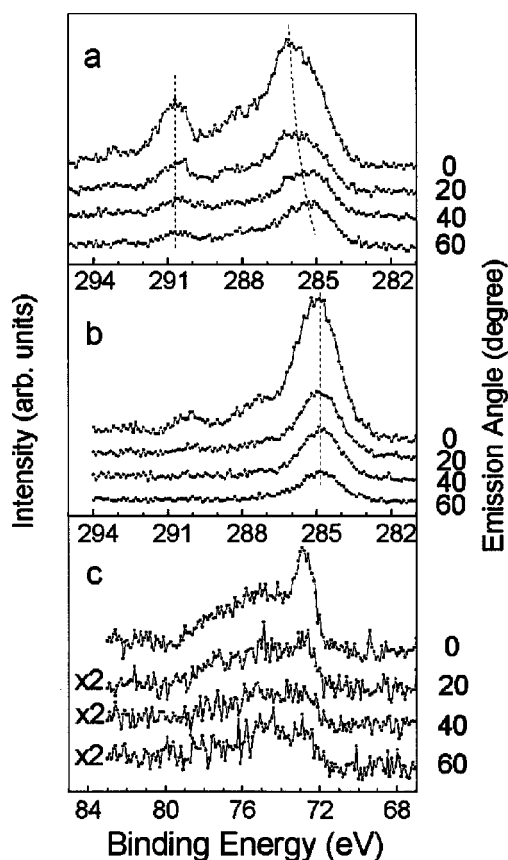 a
0
20
40
60
294 291 288 285 282
b
0
20
40
60
294 291 288 285 282
c
0
x2 20
x2 40
x2 60
84 80 76 72 68
Binding Energy (eV)
Intensity (arb. units)
Emission Angle (degree)